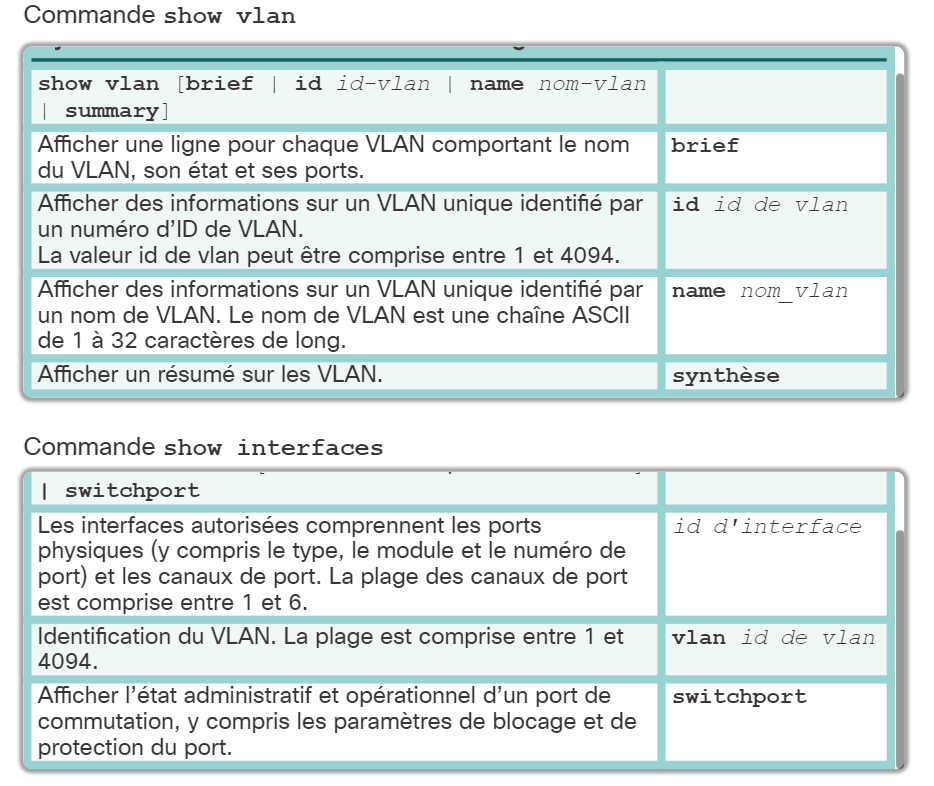 Commande show vlan
show vlan [brief | id id-vlan | name nom-vlan
| summary]
Afficher une ligne pour chaque VLAN comportant le nom
du VLAN, son état et ses ports.
brief
Afficher des informations sur un VLAN unique identifié par
un numéro d’ID de VLAN.
La valeur id de vlan peut être comprise entre 1 et 4094.
id id de vlan
Afficher des informations sur un VLAN unique identifié par
un nom de VLAN. Le nom de VLAN est une chaîne ASCII
de 1 à 32 caractères de long.
name nom_vlan
Afficher un résumé sur les VLAN.
synthèse
Commande show interfaces
| switchport
Les interfaces autorisées comprennent les ports
physiques (y compris le type, le module et le numéro de
port) et les canaux de port. La plage des canaux de port
est comprise entre 1 et 6.
id d'interface
Identification du VLAN. La plage est comprise entre 1 et
4094.
vlan id de vlan
Afficher l’état administratif et opérationnel d’un port de
commutation, y compris les paramètres de blocage et de
protection du port.
switchport